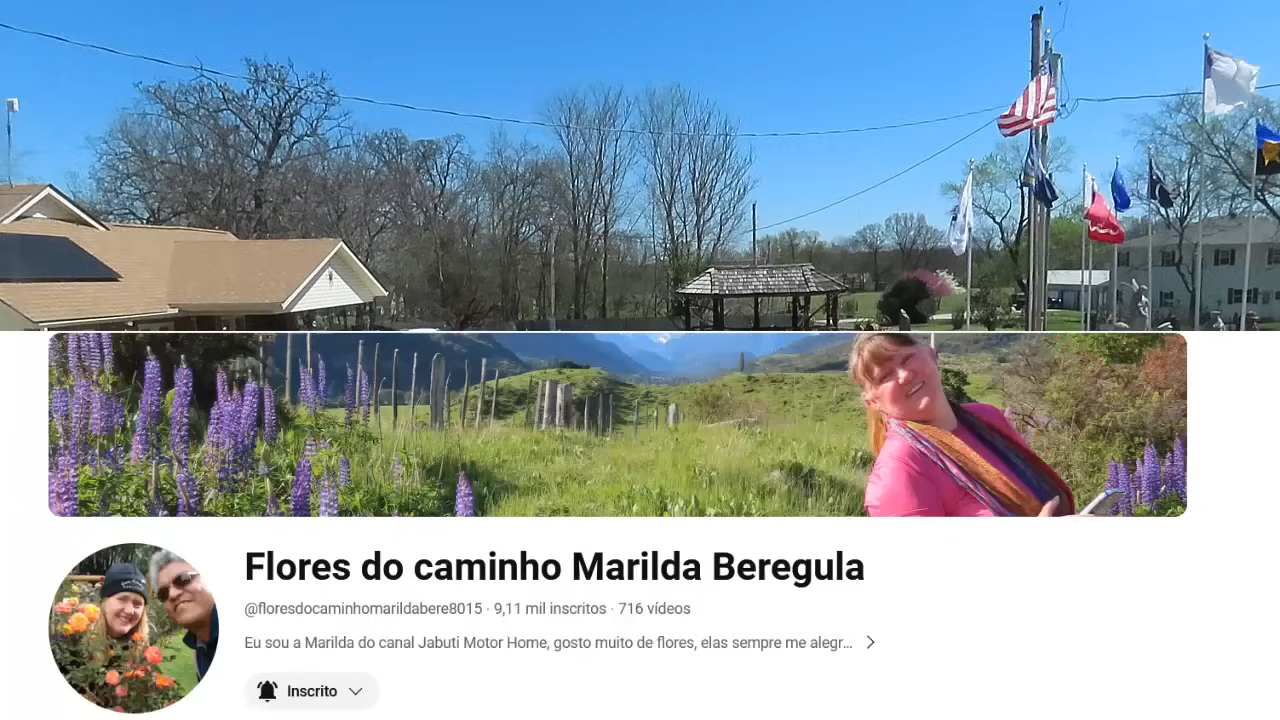 Flores do caminho Marilda Beregula
@floresdocaminhomarildabere8015 · 9,11 mil inscritos · 716 vídeos
Eu sou a Marilda do canal Jabuti Motor Home, gosto muito de flores, elas sempre me alegr...
Inscrito